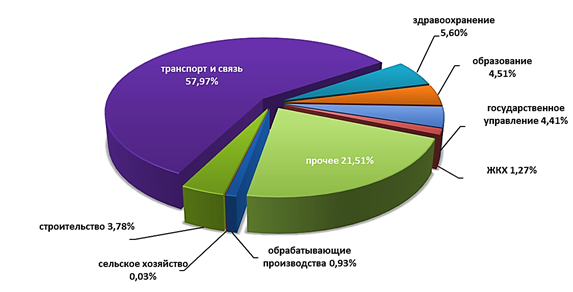 здравоохранение
5,60%
образование
4,51%
государственное
управление 4,41%
ЖКХ 1,27%
прочее 21,51%
обрабатывающие
производства 0,93%
сельское хозяйство
0,03%
строительство 3,78%
транспорт и связь
57,97%